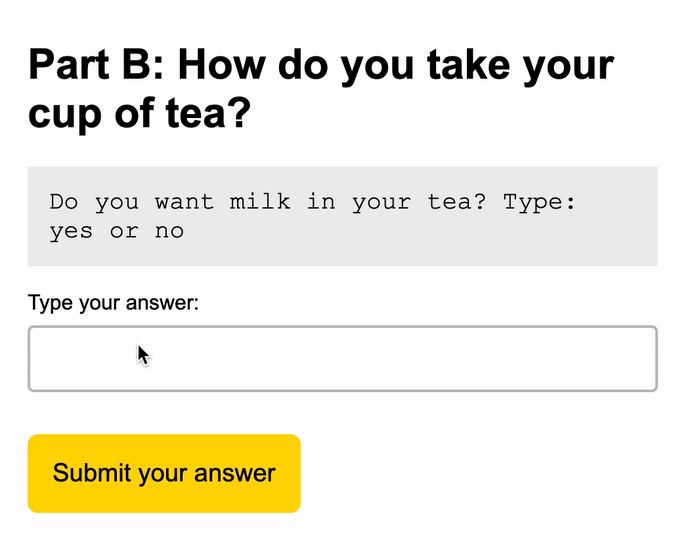 Part B: How do you take your
cup of tea?
Do you want milk in your tea? Type:
yes or no
Type your answer:
Submit your answer